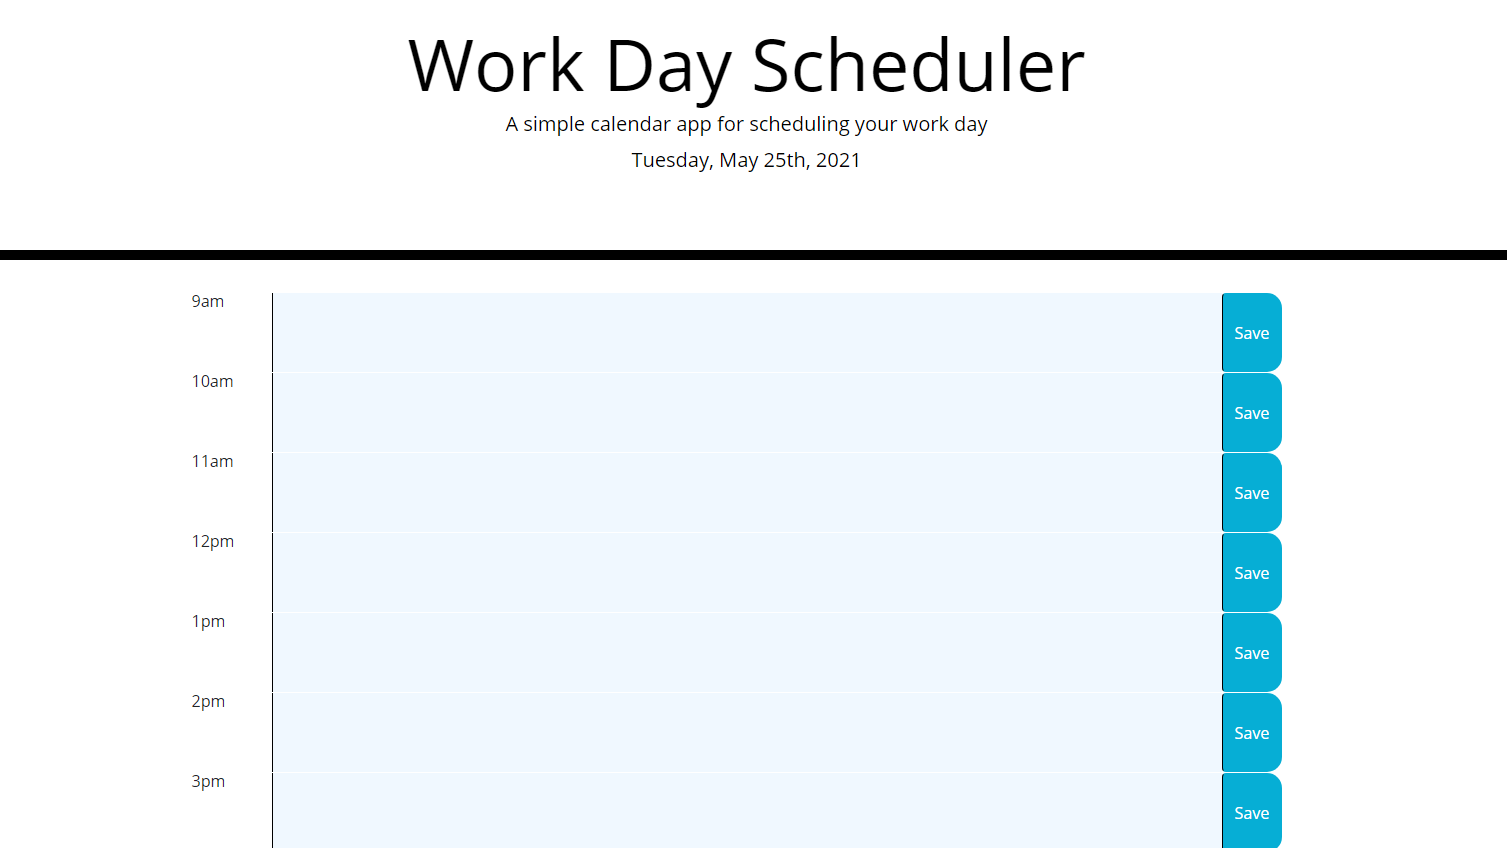 Work Day Scheduler
A simple calendar app for scheduling your work day
Tuesday, May 25th, 2021
9am
Save
10am
Save
11am
Save
12pm
Save
1pm
Save
2pm
Save
3pm
Save